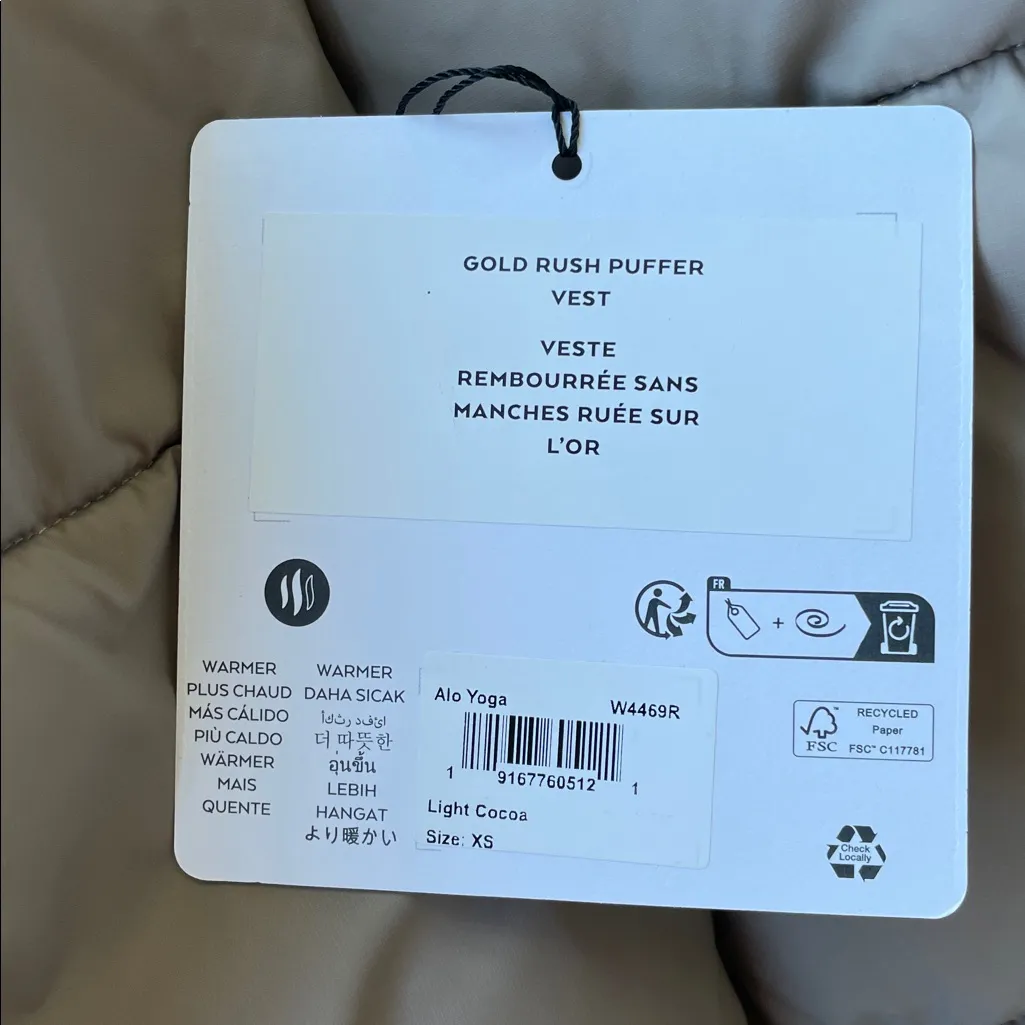 GOLD RUSH PUFFER
VEST
VESTE
REMBOURRÉE SANS
MANCHES RUÉE SUR
L'OR
FR
+
WARMER
PLUS CHAUD
MÁS CÁLIDO
PIÙ CALDO
WÄRMER
MAIS
QUENTE
WARMER
DAHA SICAK
더 따뜻한
อุ่นขึ้น
LEBIH
HANGAT
より暖かい
Alo Yoga
W4469R
1 9167760512 1
Light Cocoa
Size: XS
FSC™
RECYCLED
Paper
FSC™ C117781
Check
Locally